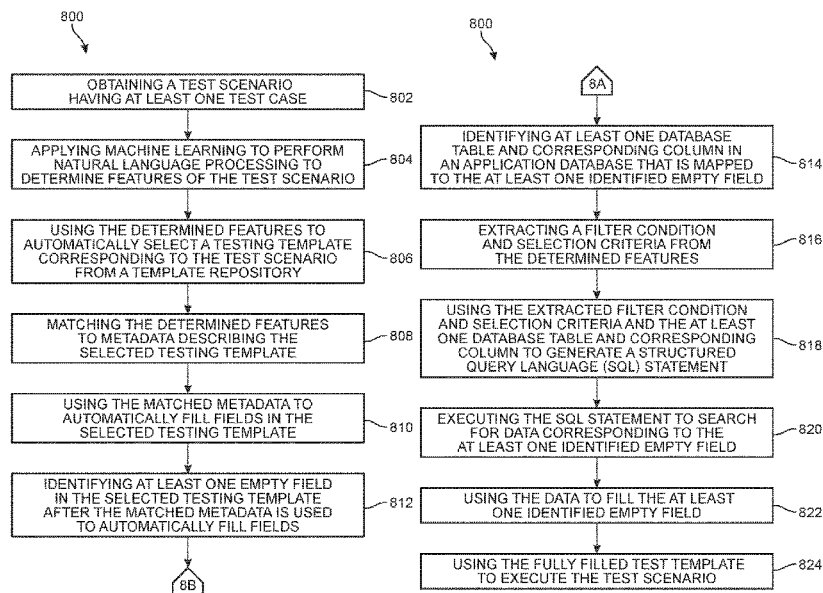 800
OBTAINING A TEST SCENARIO
HAVING AT LEAST ONE TEST CASE
802
APPLYING MACHINE LEARNING TO PERFORM
NATURAL LANGUAGE PROCESSING TO
DETERMINE FEATURES OF THE TEST SCENARIO
804
USING THE DETERMINED FEATURES TO
AUTOMATICALLY SELECT A TESTING TEMPLATE
CORRESPONDING TO THE TEST SCENARIO
FROM A TEMPLATE REPOSITORY
806
MATCHING THE DETERMINED FEATURES
TO METADATA DESCRIBING THE
SELECTED TESTING TEMPLATE
808
USING THE MATCHED METADATA TO
AUTOMATICALLY FILL FIELDS IN THE
SELECTED TESTING TEMPLATE
810
IDENTIFYING AT LEAST ONE EMPTY FIELD
IN THE SELECTED TESTING TEMPLATE
AFTER THE MATCHED METADATA IS USED
TO AUTOMATICALLY FILL FIELDS
812
8B
800
8A
IDENTIFYING AT LEAST ONE DATABASE
TABLE AND CORRESPONDING COLUMN IN
AN APPLICATION DATABASE THAT IS MAPPED
TO THE AT LEAST ONE IDENTIFIED EMPTY FIELD
814
EXTRACTING A FILTER CONDITION
AND SELECTION CRITERIA FROM
THE DETERMINED FEATURES
816
USING THE EXTRACTED FILTER CONDITION
AND SELECTION CRITERIA AND THE AT LEAST
ONE DATABASE TABLE AND CORRESPONDING
COLUMN TO GENERATE A STRUCTURED
QUERY LANGUAGE (SQL) STATEMENT
818
EXECUTING THE SQL STATEMENT TO SEARCH
FOR DATA CORRESPONDING TO THE
AT LEAST ONE IDENTIFIED EMPTY FIELD
820
USING THE DATA TO FILL THE AT LEAST
ONE IDENTIFIED EMPTY FIELD
822
USING THE FULLY FILLED TEST TEMPLATE
TO EXECUTE THE TEST SCENARIO
824